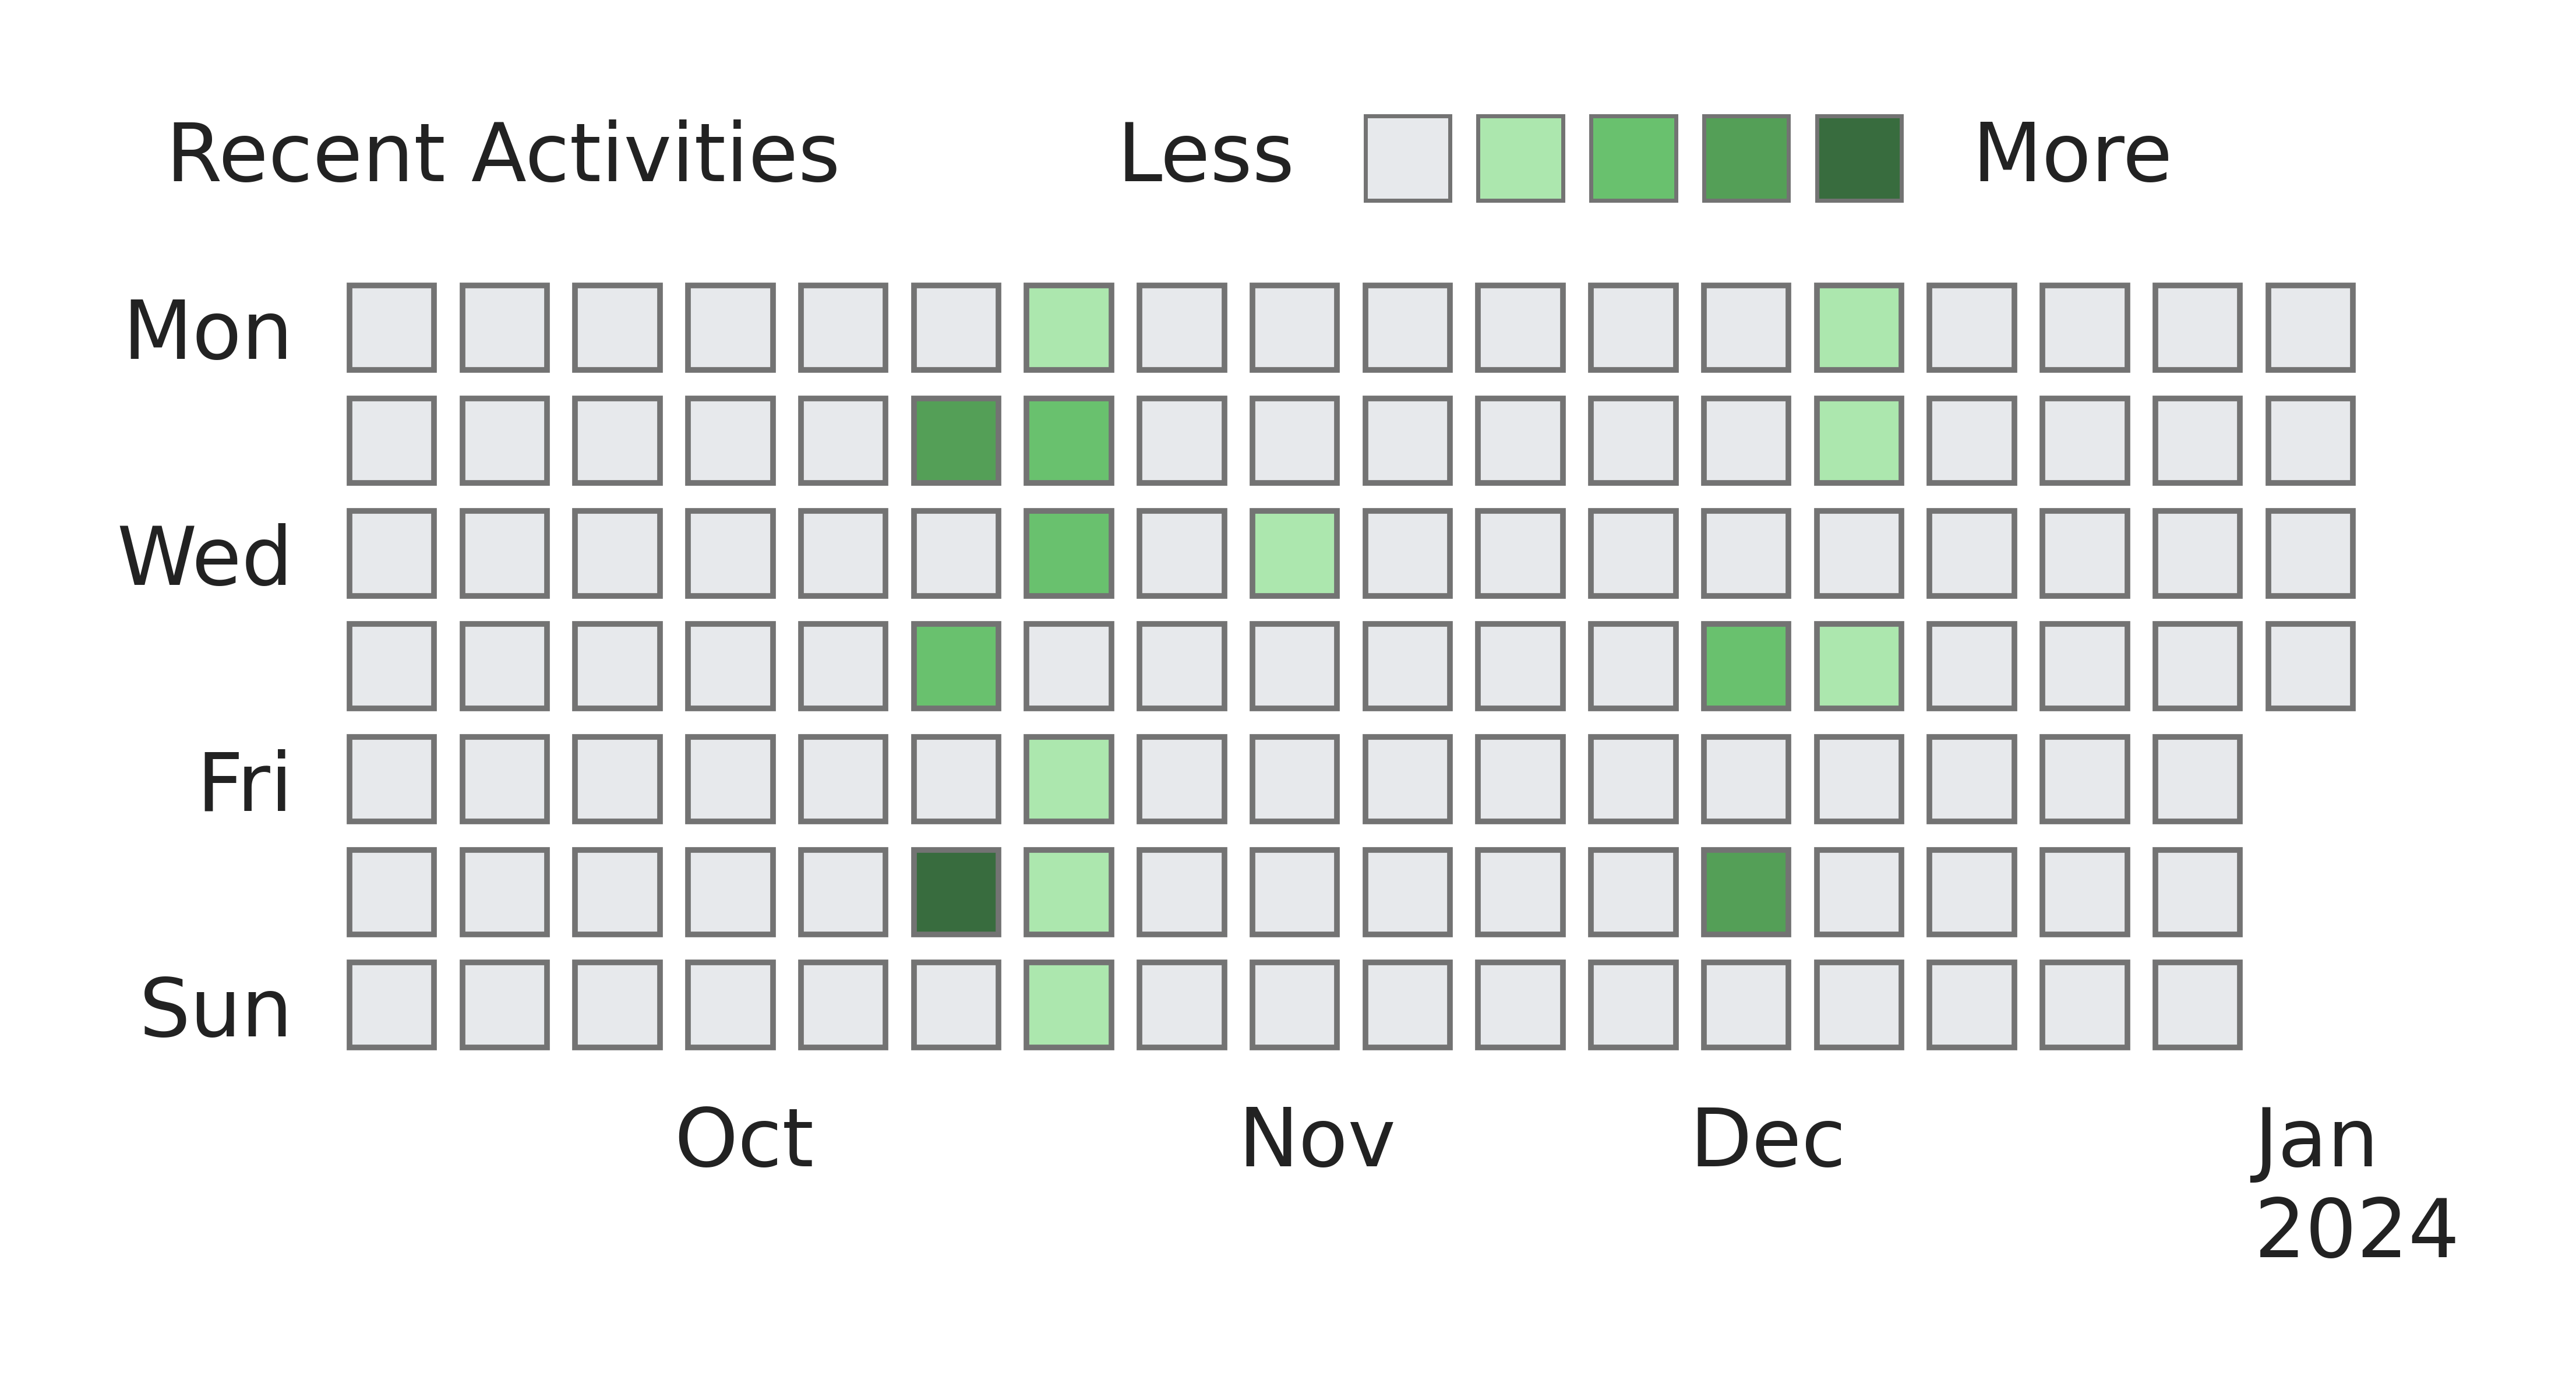 Recent Activities
Less More
Mon
Wed
Fri
Sun
Oct Nov Dec Jan
2024